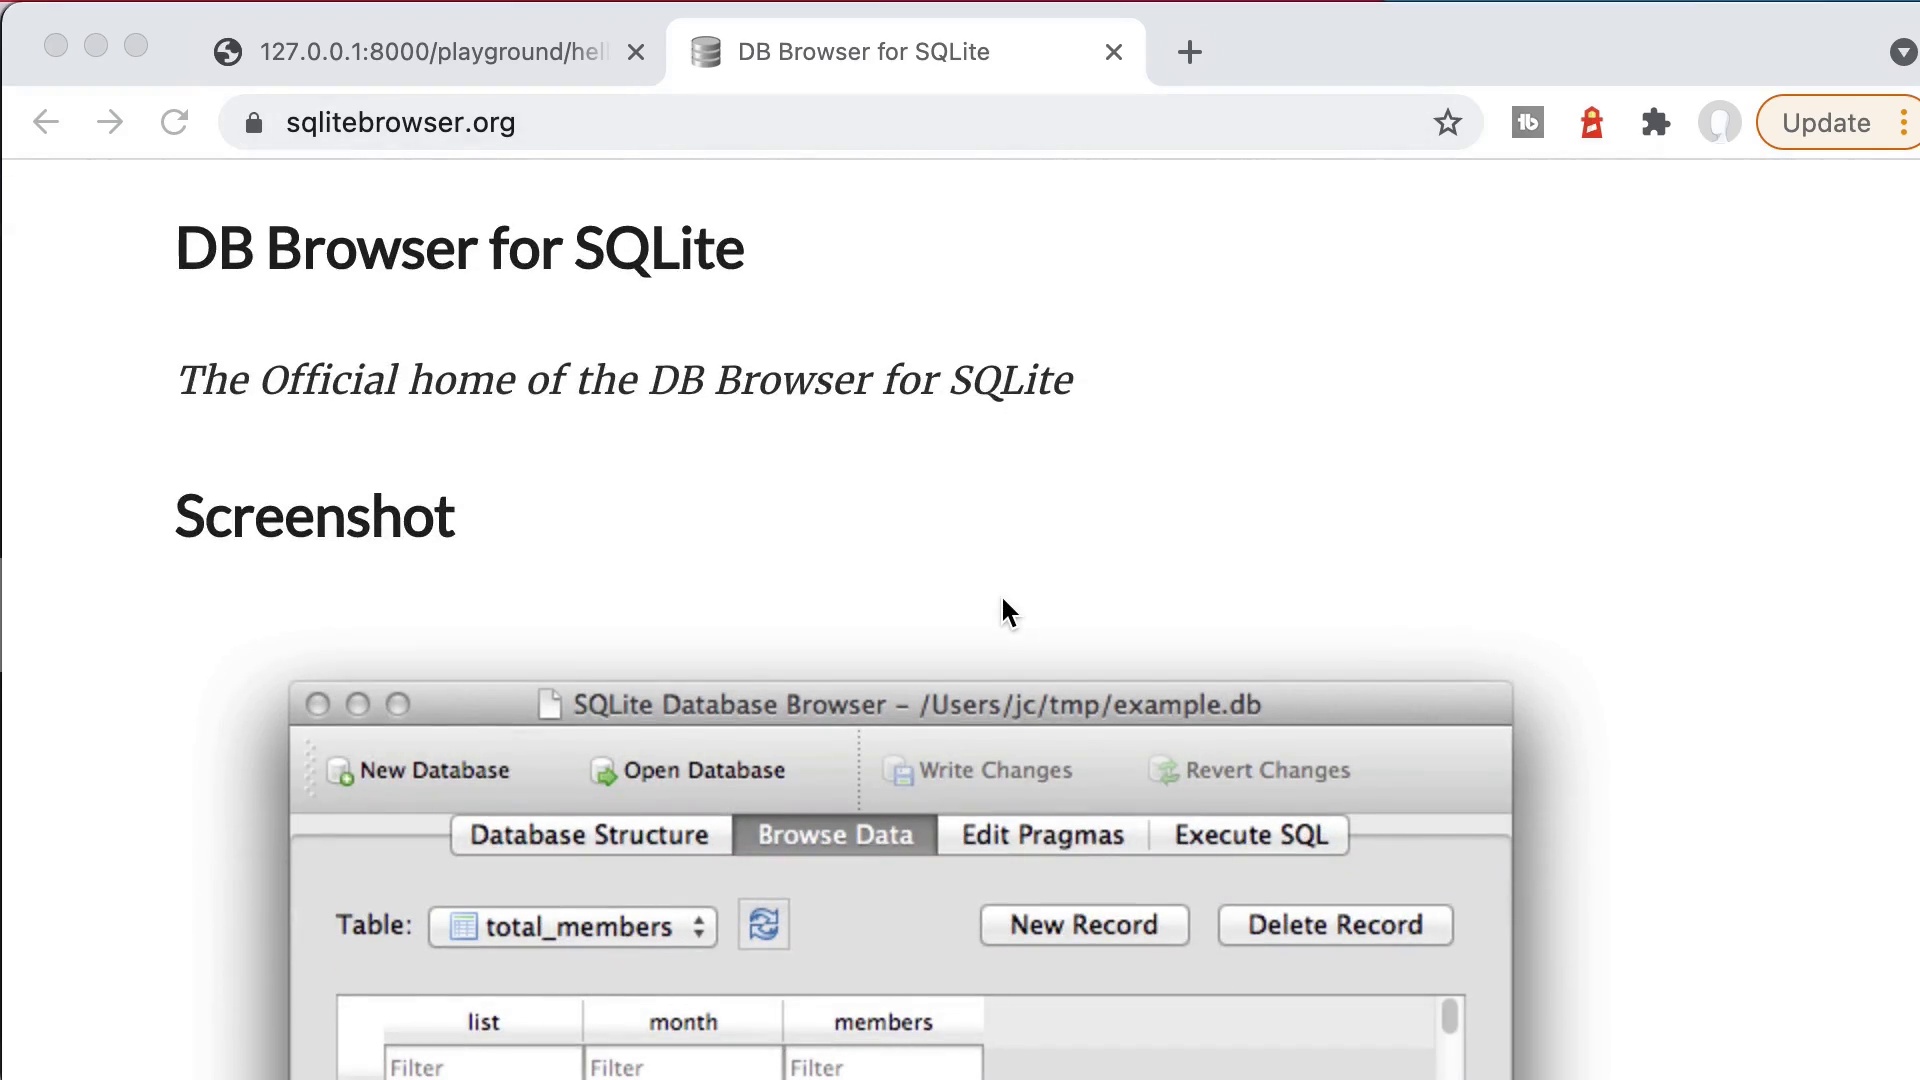 127.0.0.1:8000/playground/hel
DB Browser for SQLite
sqlitebrowser.org
Update
DB Browser for SQLite
The Official home of the DB Browser for SQLite
Screenshot
SQLite Database Browser – /Users/jc/tmp/example.db
New Database
Open Database
Write Changes
Revert Changes
Database Structure
Browse Data
Edit Pragmas
Execute SQL
Table:
total_members
New Record
Delete Record
list
month
members
Filter
Filter
Filter